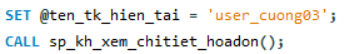 SET @ten_tk_hien_tai = 'user_cuong03';
CALL sp_kh_xem_chitiet_hoadon();